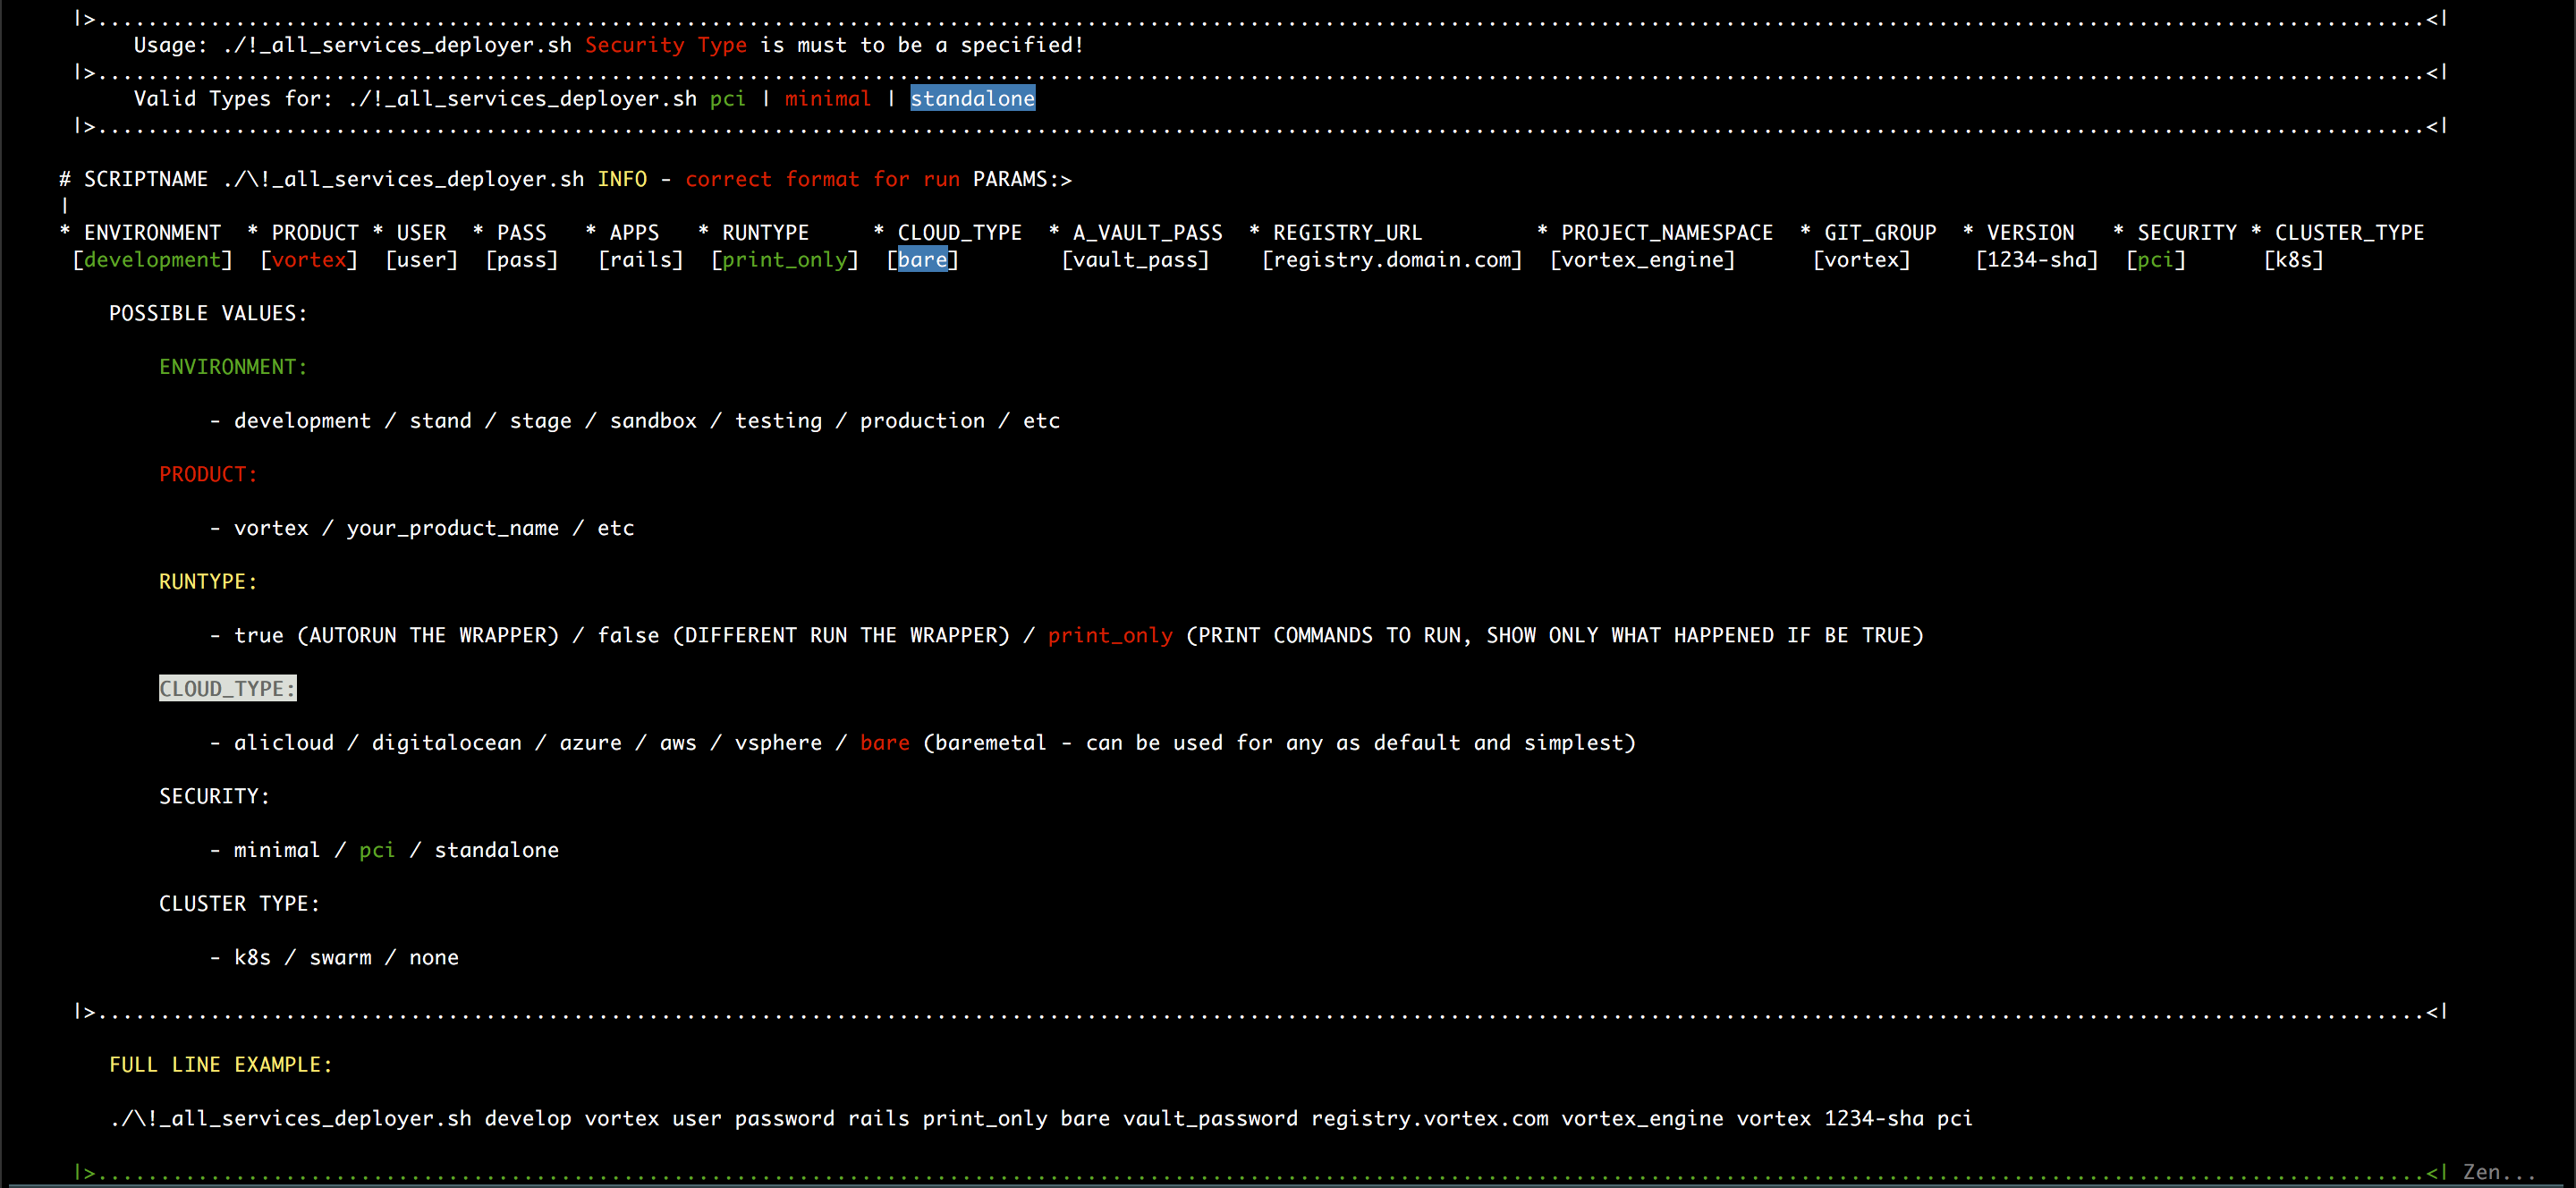 |>..........................................................................................................................................................................................<|
Usage: ./!_all_services_deployer.sh Security Type is must to be a specified!
|>..........................................................................................................................................................................................<|
Valid Types for: ./!_all_services_deployer.sh pci | minimal | standalone
|>..........................................................................................................................................................................................<|
# SCRIPTNAME ./\!_all_services_deployer.sh INFO - correct format for run PARAMS:>
|
* ENVIRONMENT * PRODUCT * USER * PASS * APPS * RUNTYPE * CLOUD_TYPE * A_VAULT_PASS * REGISTRY_URL * PROJECT_NAMESPACE * GIT_GROUP * VERSION * SECURITY * CLUSTER_TYPE
[development] [vortex] [user] [pass] [rails] [print_only] [bare] [vault_pass] [registry.domain.com] [vortex_engine] [vortex] [1234-sha] [pci] [k8s]
POSSIBLE VALUES:
ENVIRONMENT:
- development / stand / stage / sandbox / testing / production / etc
PRODUCT:
- vortex / your_product_name / etc
RUNTYPE:
- true (AUTORUN THE WRAPPER) / false (DIFFERENT RUN THE WRAPPER) / print_only (PRINT COMMANDS TO RUN, SHOW ONLY WHAT HAPPENED IF BE TRUE)
CLOUD_TYPE:
- alicloud / digitalocean / azure / aws / vsphere / bare (baremetal - can be used for any as default and simplest)
SECURITY:
- minimal / pci / standalone
CLUSTER TYPE:
- k8s / swarm / none
|>..........................................................................................................................................................................................<|
FULL LINE EXAMPLE:
./\!_all_services_deployer.sh develop vortex user password rails print_only bare vault_password registry.vortex.com vortex_engine vortex 1234-sha pci
|>..........................................................................................................................................................................................<| Zen...